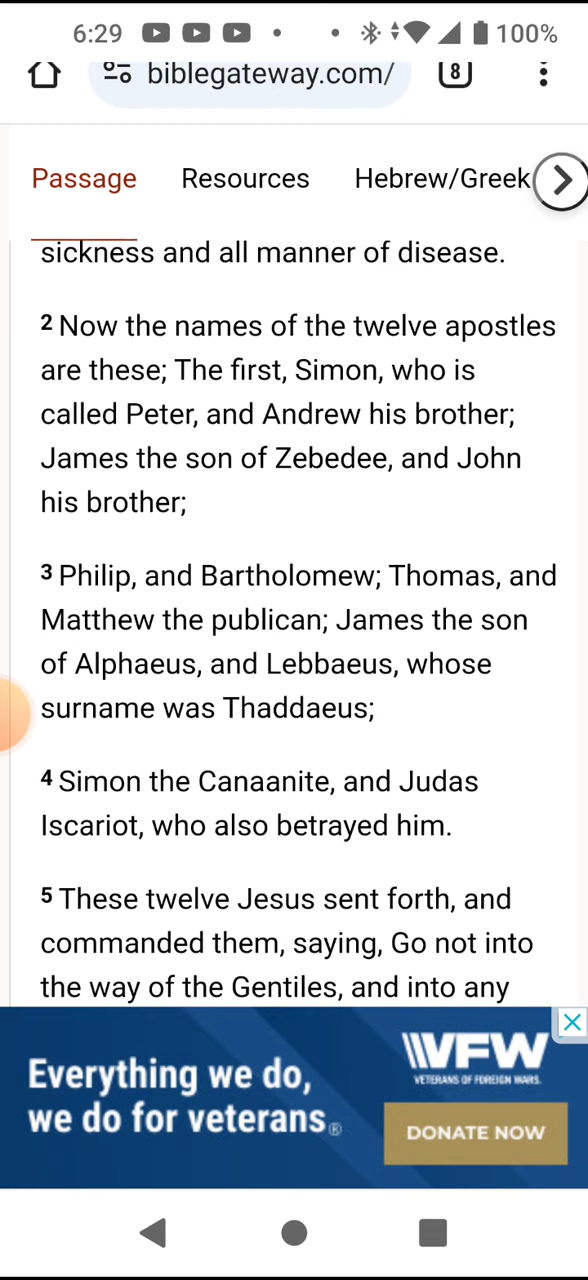 6:29
100%
biblegateway.com/
8
Passage Resources Hebrew/Greek
sickness and all manner of disease.
2 Now the names of the twelve apostles
are these; The first, Simon, who is
called Peter, and Andrew his brother;
James the son of Zebedee, and John
his brother;
3 Philip, and Bartholomew; Thomas, and
Matthew the publican; James the son
of Alphaeus, and Lebbaeus, whose
surname was Thaddaeus;
4 Simon the Canaanite, and Judas
Iscariot, who also betrayed him.
5 These twelve Jesus sent forth, and
commanded them, saying, Go not into
the way of the Gentiles, and into any
Everything we do,
we do for veterans®
VFW
VETERANS OF FOREIGN WARS.
DONATE NOW